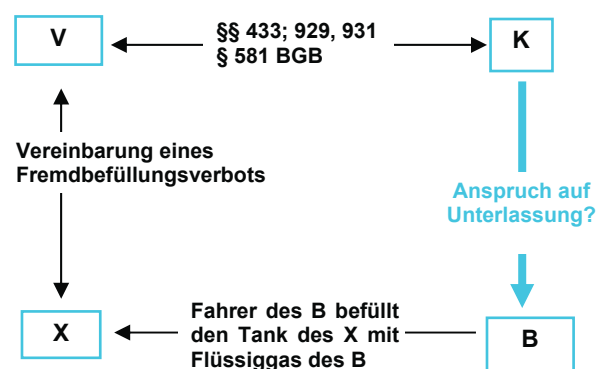 V
§§ 433; 929, 931
§ 581 BGB
K
Vereinbarung eines
Fremdbefüllungsverbots
Anspruch auf
Unterlassung?
X
Fahrer des B befüllt
den Tank des X mit
Flüssiggas des B
B